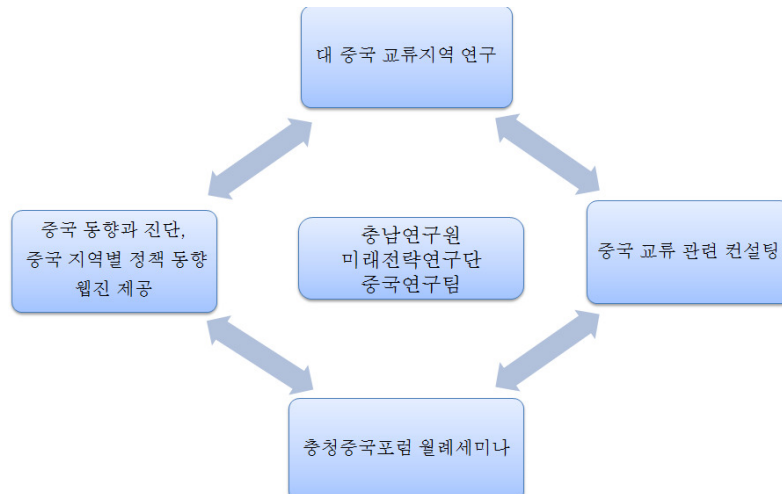 대 중국 교류지역 연구
중국 동향과 진단,
중국 지역별 정책 동향
웹진 제공
충남연구원
미래전략연구단
중국연구팀
중국 교류 관련 컨설팅
충청중국포럼 월례세미나